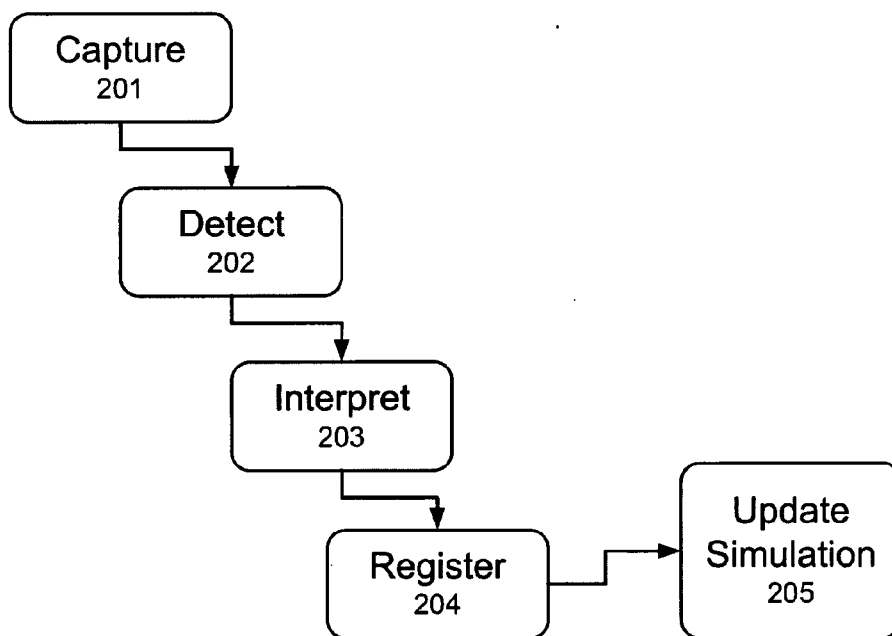 Capture
201
Detect
202
Interpret
203
Register
204
Update
Simulation
205